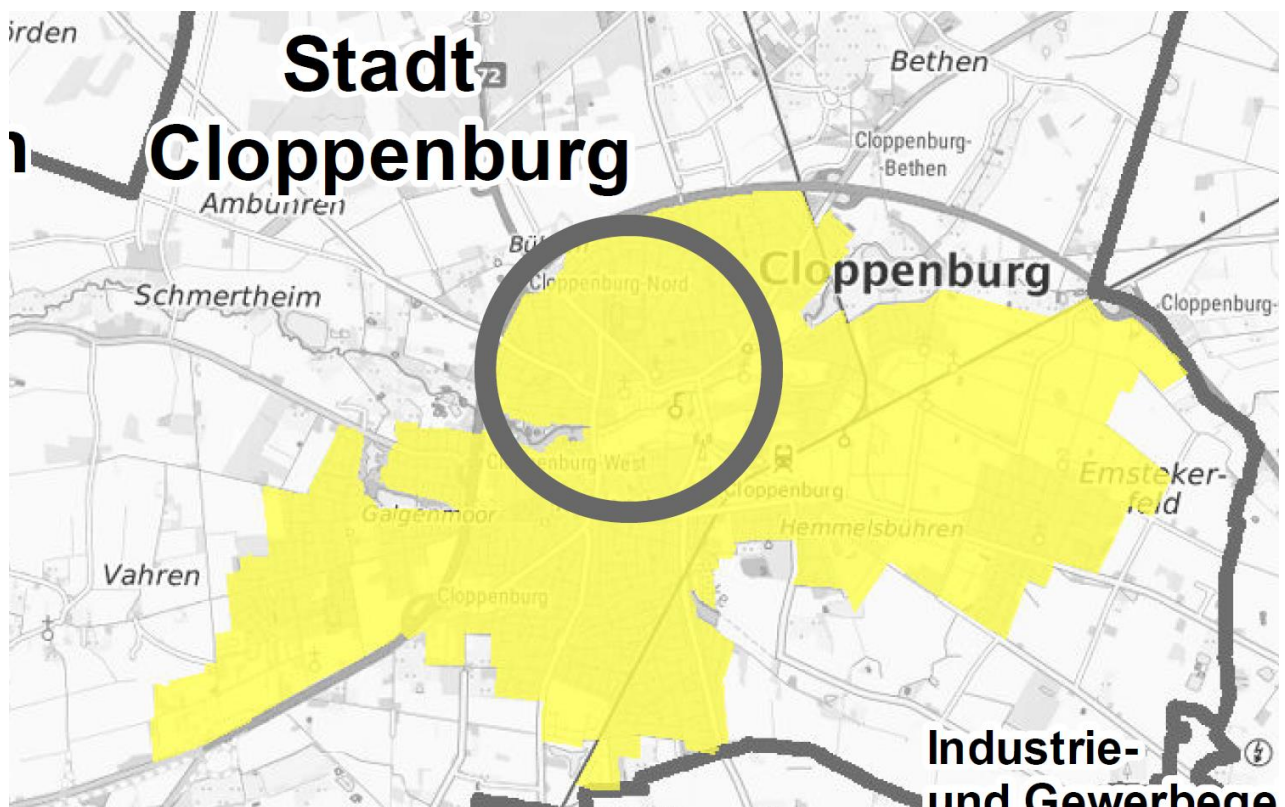 Stadt
Cloppenburg
72
Bethen
Cloppenburg-
-Bethen
Ambühren
Cloppenburg
Schmertheim
Cloppenburg-Nord
Cloppenburg-
Cloppenburg-West
Cloppenburg
Emsteker-
feld
Galgenmoor
Hemmelsbühren
Vahren
Cloppenburg
Industrie-
und Gewerbege